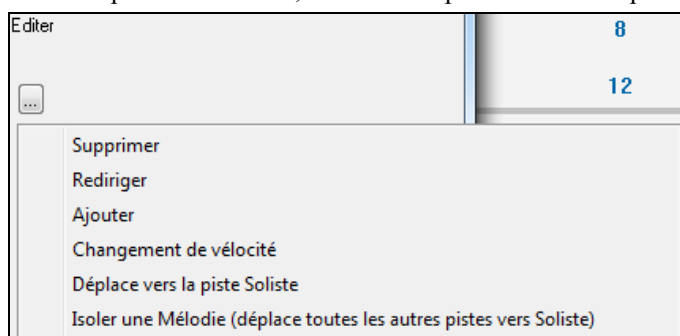 Editer
8
12
...
Supprimer
Rediriger
Ajouter
Changement de vélocité
Déplace vers la piste Soliste
Isoler une Mélodie (déplace toutes les autres pistes vers Soliste)